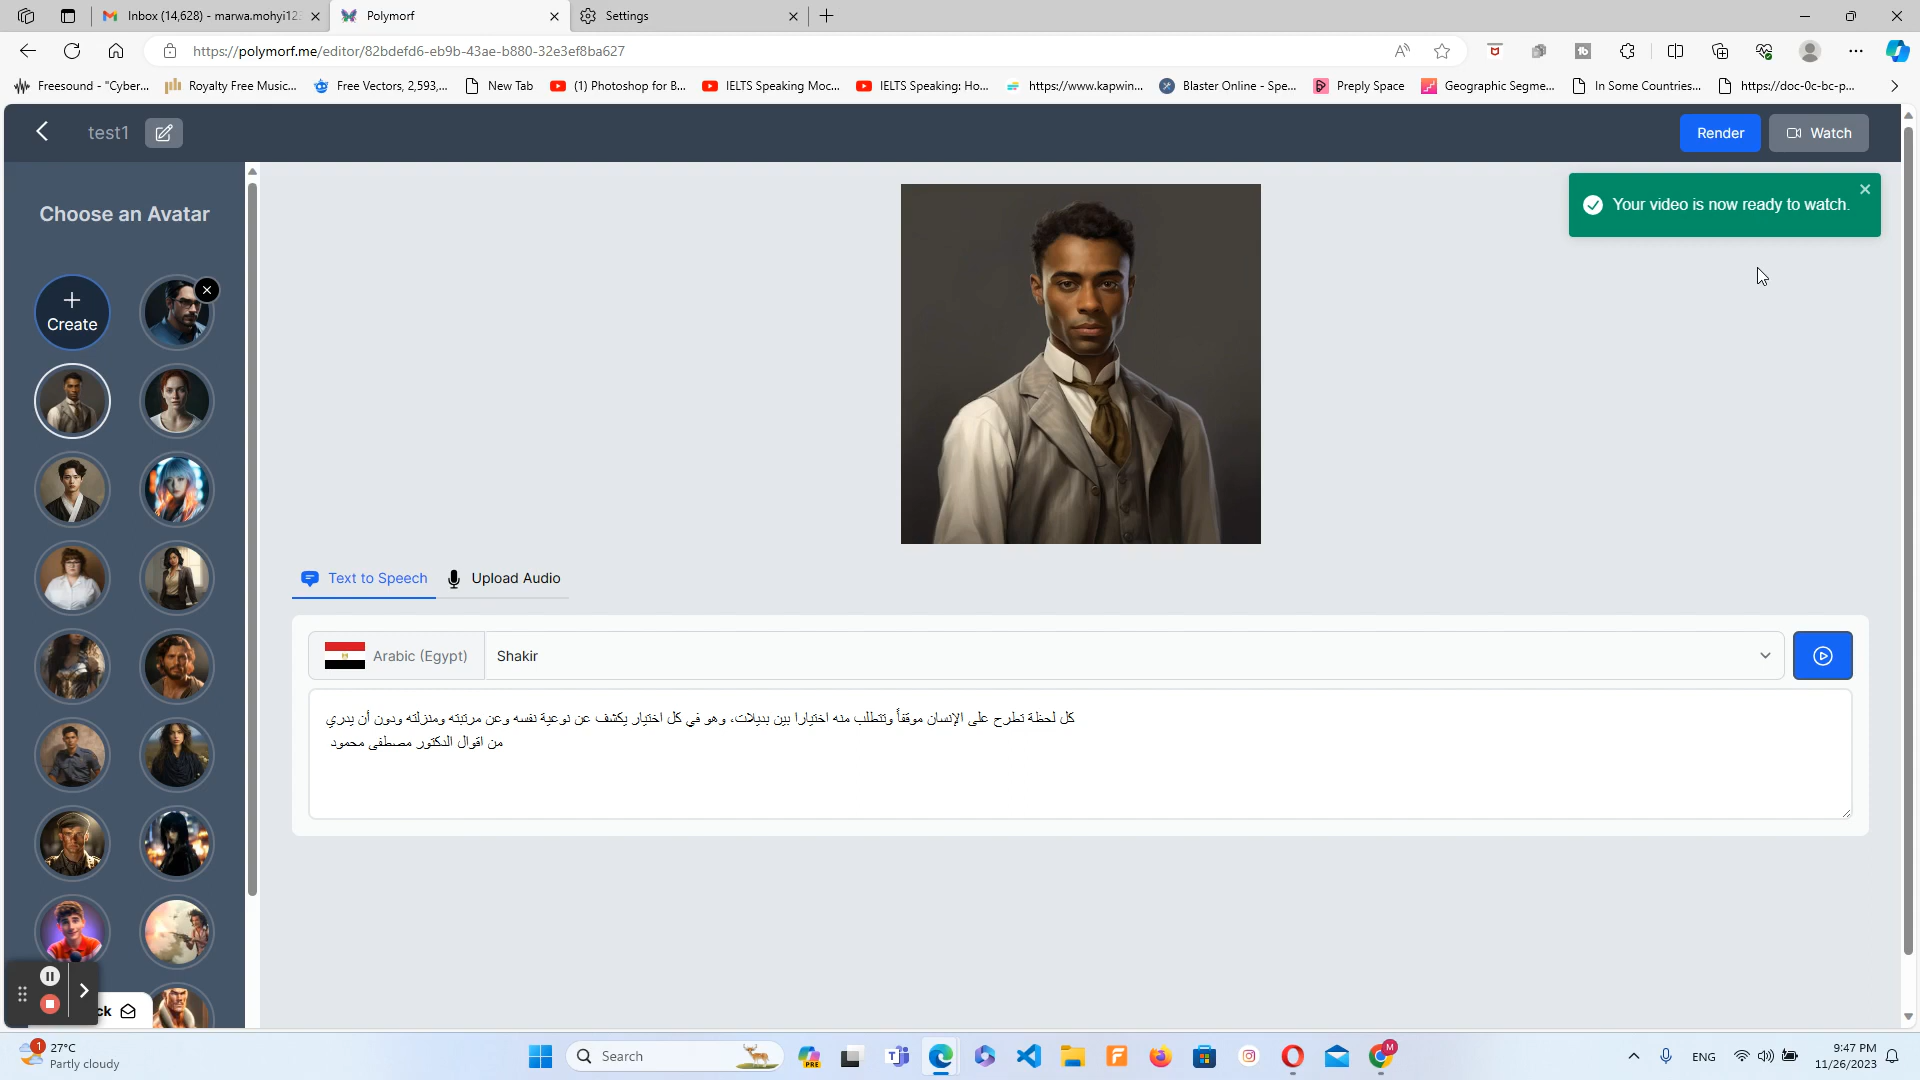 Inbox (14,628) - marwa.mohyi12
Polymorf
Settings
https://polymorf.me/editor/82bdefd6-eb9b-43ae-b880-32e3ef8ba627
Freesound - "Cyber...
Royalty Free Music...
Free Vectors, 2,593,...
New Tab
(1) Photoshop for B...
IELTS Speaking Moc...
IELTS Speaking: Ho...
https://www.kapwin...
Blaster Online - Spe...
Preply Space
Geographic Segme...
In Some Countries...
https://doc-0c-bc-p...
test1
Render
Watch
Choose an Avatar
Your video is now ready to watch.
Create
Text to Speech
Upload Audio
Arabic (Egypt)
Shakir
كل لحظة تطرح على الإنسان موقفاً وتتطلب منه اختيارا بين بديلات، وهو في كل اختيار يكشف عن نوعية نفسه وعن مرتبته ومنزلته ودون أن يدري
من اقوال الدكتور مصطفى محمود
ck
1
27°C
Partly cloudy
Search
PRE
M
ENG
9:47 PM
11/26/2023